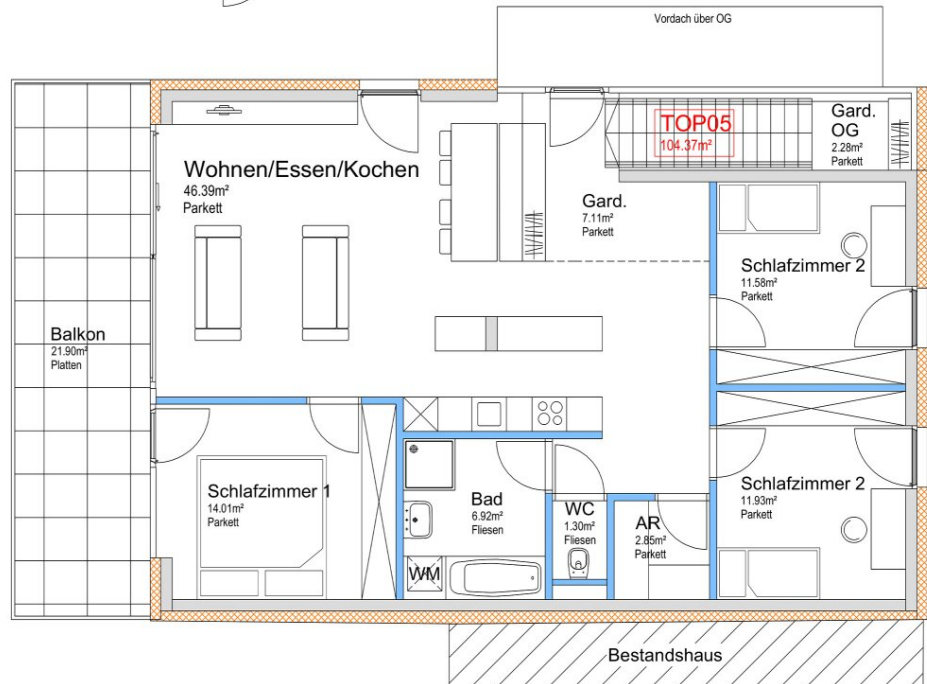 Vordach über OG
TOP05
104.37m²
Gard.
OG
2.28m²
Parkett
Wohnen/Essen/Kochen
46.39m²
Parkett
Gard.
7.11m²
Parkett
Schlafzimmer 2
11.58m²
Parkett
Balkon
21.90m²
Platten
Schlafzimmer 1
14.01m²
Parkett
Bad
6.92m²
Fliesen
WM
WC
1.30m²
Fliesen
AR
2.85m²
Parkett
Schlafzimmer 2
11.93m²
Parkett
Bestandshaus